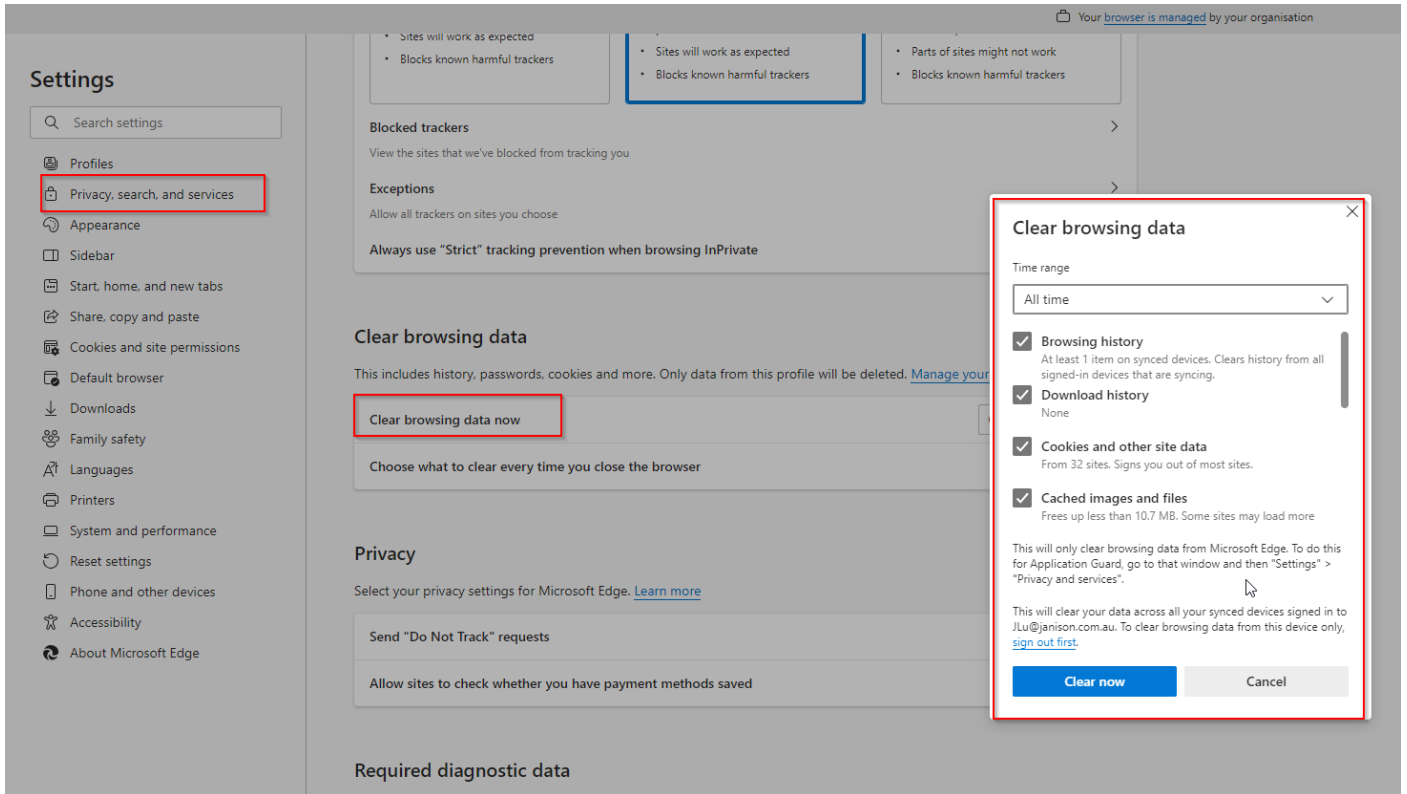 Your browser is managed by your organisation
Settings
Search settings
Profiles
Privacy, search, and services
Appearance
Sidebar
Start, home, and new tabs
Share, copy and paste
Cookies and site permissions
Default browser
Downloads
Family safety
Languages
Printers
System and performance
Reset settings
Phone and other devices
Accessibility
About Microsoft Edge
• Sites will work as expected
• Blocks known harmful trackers
• Sites will work as expected
• Blocks known harmful trackers
• Parts of sites might not work
• Blocks known harmful trackers
Blocked trackers
View the sites that we've blocked from tracking you
Exceptions
Allow all trackers on sites you choose
Always use “Strict” tracking prevention when browsing InPrivate
Clear browsing data
This includes history, passwords, cookies and more. Only data from this profile will be deleted. Manage your
Clear browsing data now
Choose what to clear every time you close the browser
Privacy
Select your privacy settings for Microsoft Edge. Learn more
Send "Do Not Track" requests
Allow sites to check whether you have payment methods saved
Required diagnostic data
Clear browsing data
Time range
All time
Browsing history
At least 1 item on synced devices. Clears history from all
signed-in devices that are syncing.
Download history
None
Cookies and other site data
From 32 sites. Signs you out of most sites.
Cached images and files
Frees up less than 10.7 MB. Some sites may load more
This will only clear browsing data from Microsoft Edge. To do this
for Application Guard, go to that window and then "Settings" >
"Privacy and services".
This will clear your data across all your synced devices signed in to
JLu@janison.com.au. To clear browsing data from this device only,
sign out first.
Clear now
Cancel